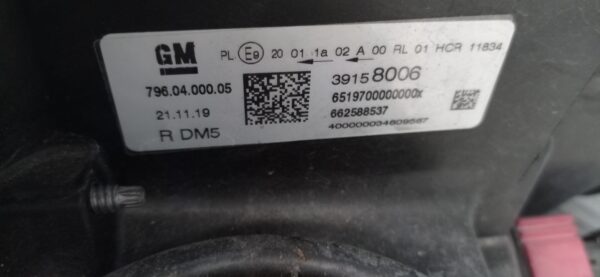 GM PL E9 20 01 1a 02 A 00 RL 01 HCR 11834
796.04.000.05 39158006
21.11.19 6519700000000X
R DM5 662588537
400000034609567